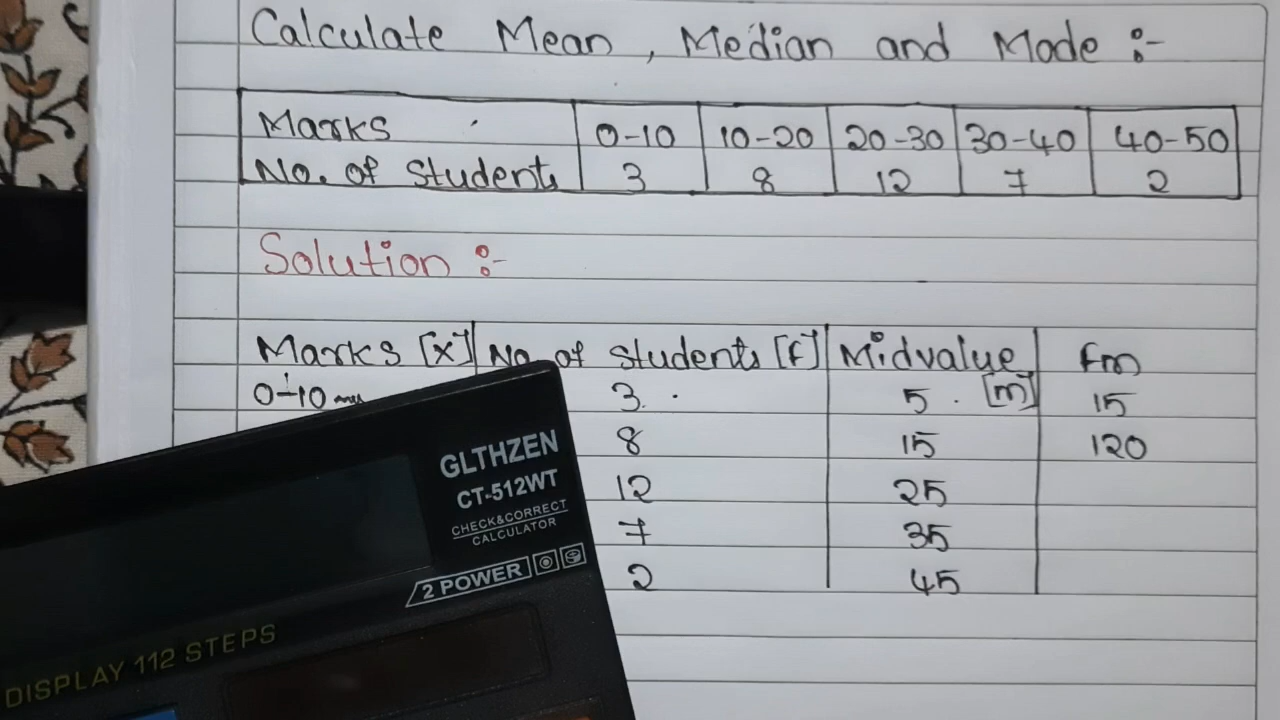 Calculate Mean, Median and Mode :-
Marks 0-10 10-20 20-30 30-40 40-50
No. of Students 3 8 12 7 2
Solution :-
Marks [x] No. of Students [f] Midvalue [m] Fm
0-10 3 5 15
8 15 120
12 25
7 35
2 45
GLTHZEN
CT-512WT
CHECK&CORRECT
CALCULATOR
2 POWER
DISPLAY 112 STEPS